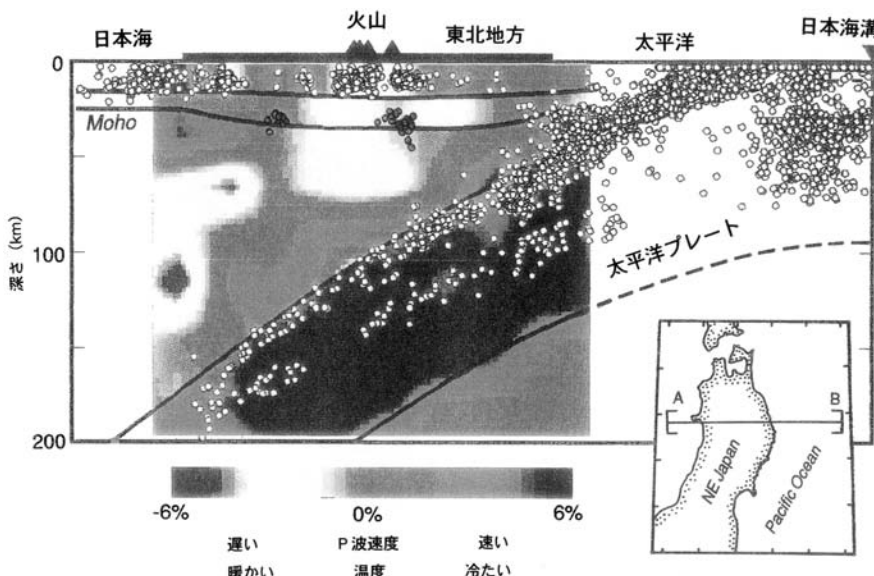 火山
日本海 東北地方 太平洋 日本海溝
0
Moho
100
深さ (km)
太平洋プレート
200
A B
NE Japan
Pacific Ocean
-6% 0% 6%
遅い P波速度 速い
暖かい 温度 冷たい